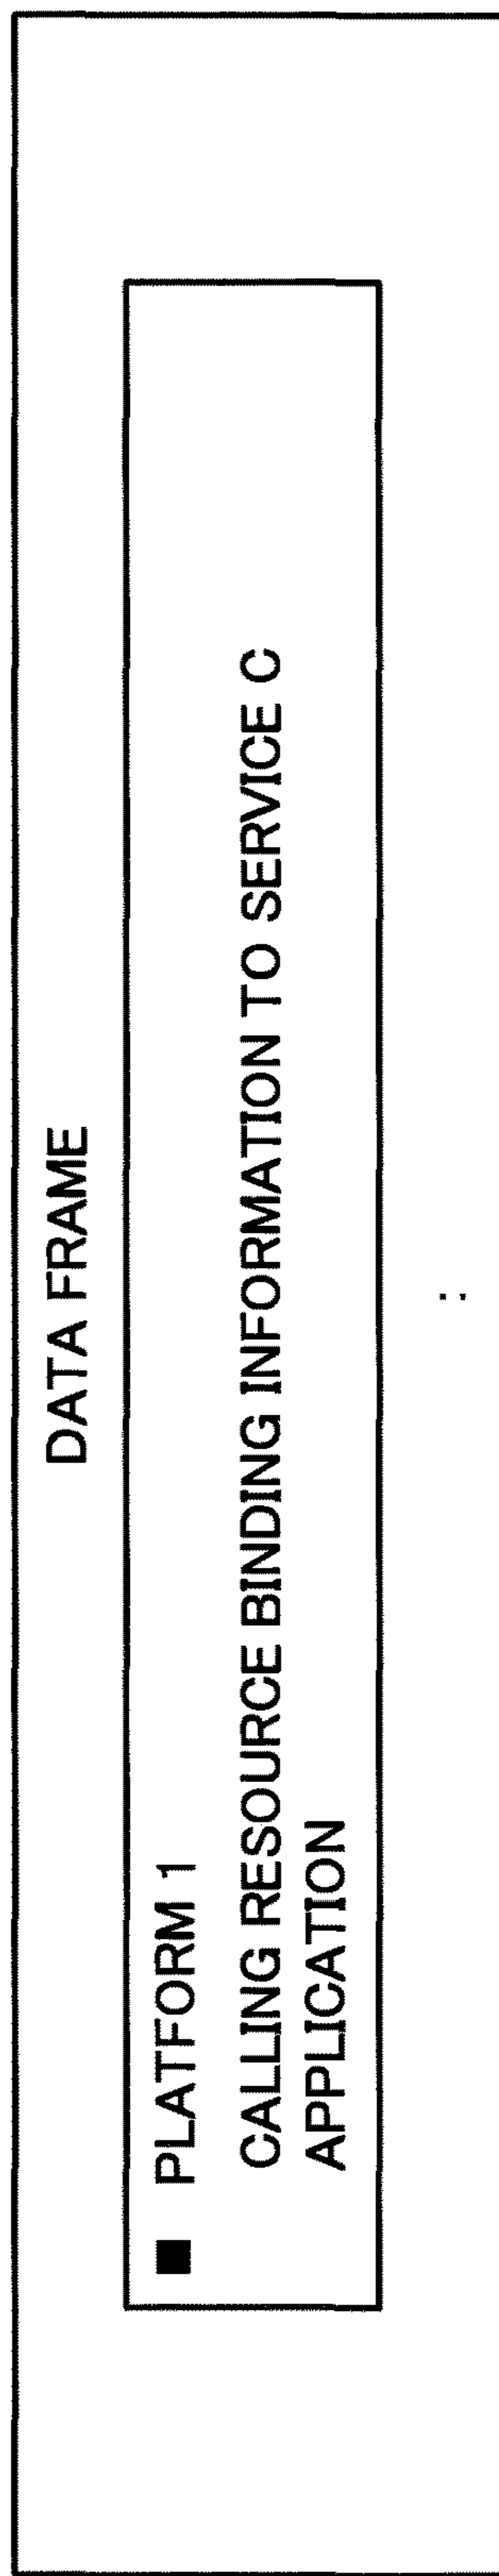 DATA FRAME
■ PLATFORM 1
CALLING RESOURCE BINDING INFORMATION TO SERVICE C
APPLICATION
: